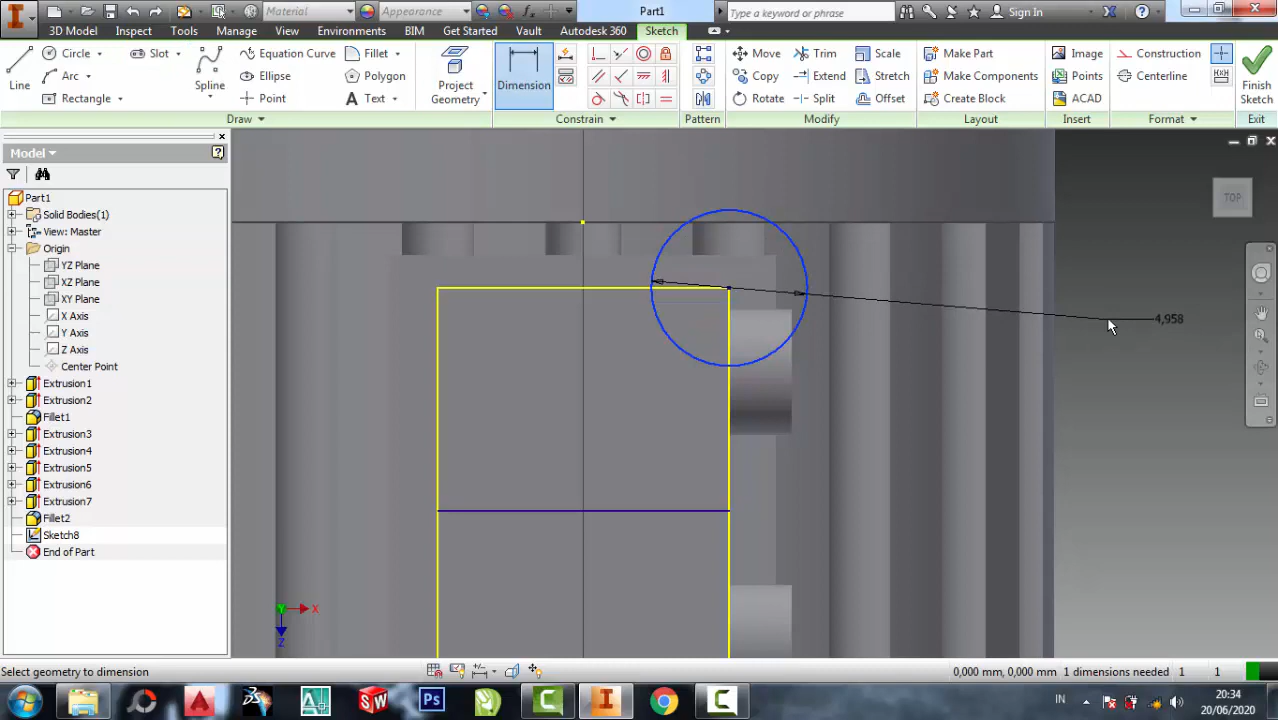 Material
Appearance
Part1
Type a keyword or phrase
Sign In
3D Model
Inspect
Tools
Manage
View
Environments
BIM
Get Started
Vault
Autodesk 360
Sketch
Line
Circle
Arc
Rectangle
Slot
Spline
Equation Curve
Ellipse
Point
Fillet
Polygon
Text
Project
Geometry
Dimension
Move
Copy
Rotate
Trim
Extend
Split
Scale
Stretch
Offset
Make Part
Make Components
Create Block
Image
Points
ACAD
Construction
Centerline
Finish
Sketch
Draw
Constrain
Pattern
Modify
Layout
Insert
Format
Exit
Model
Part1
Solid Bodies(1)
View: Master
Origin
YZ Plane
XZ Plane
XY Plane
X Axis
Y Axis
Z Axis
Center Point
Extrusion1
Extrusion2
Fillet1
Extrusion3
Extrusion4
Extrusion5
Extrusion6
Extrusion7
Fillet2
Sketch8
End of Part
TOP
4,958
Y
X
Z
Select geometry to dimension
0,000 mm, 0,000 mm
1 dimensions needed
1
1
SW
Ps
IN
20:34
20/06/2020